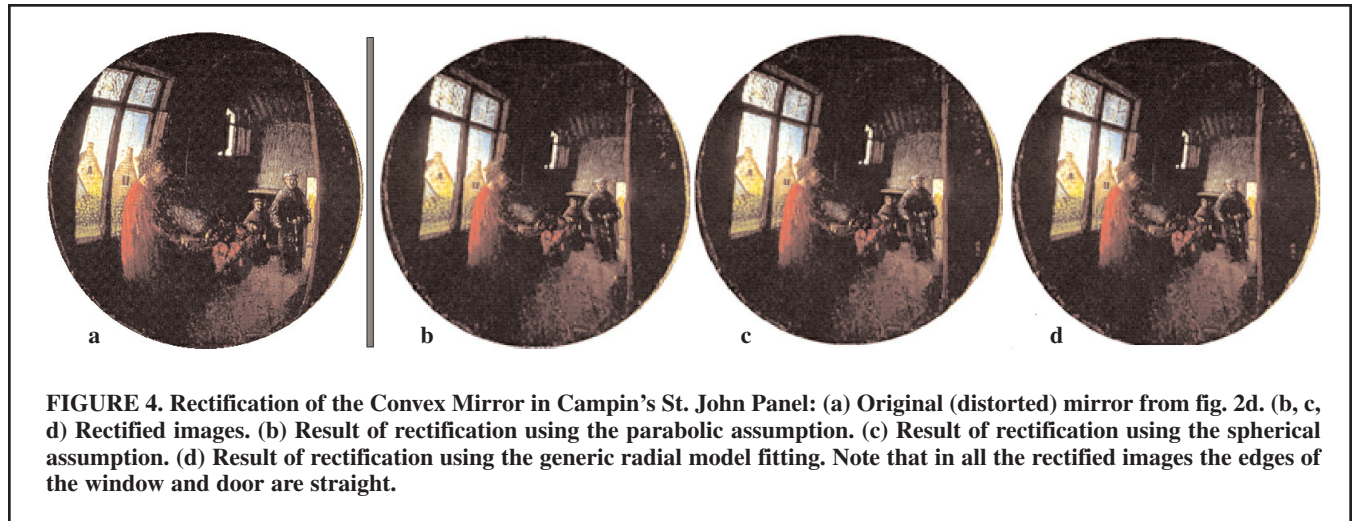 a
b
c
d
FIGURE 4. Rectification of the Convex Mirror in Campin’s St. John Panel: (a) Original (distorted) mirror from fig. 2d. (b, c,
d) Rectified images. (b) Result of rectification using the parabolic assumption. (c) Result of rectification using the spherical
assumption. (d) Result of rectification using the generic radial model fitting. Note that in all the rectified images the edges of
the window and door are straight.